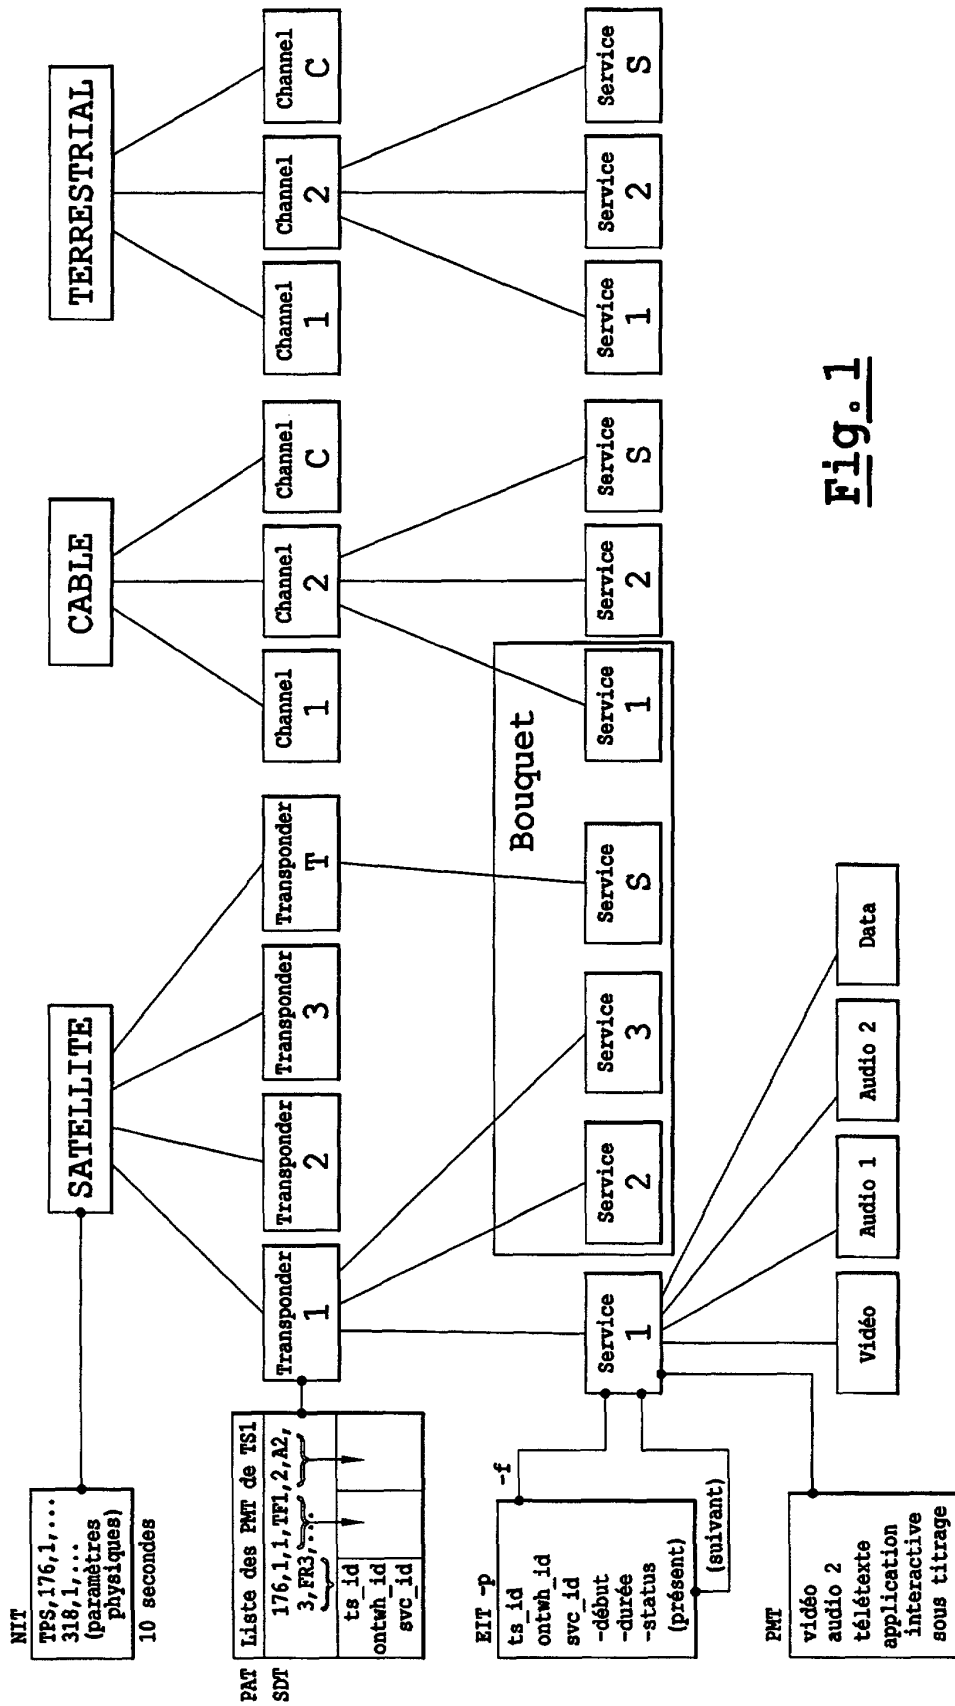 NIT
TPS,176,1,...
318,1,...
(paramètres
physiques)
10 secondes
SATELLITE
CABLE
TERRESTRIAL
PAT
Liste des PMT de TS1
SDT
176,1,1,TF1,2,A2,
3,FR3,...
ts_id
ontwh_id
svc_id
Transponder
1
Transponder
2
Transponder
3
Transponder
T
Channel
1
Channel
2
Channel
C
Channel
1
Channel
2
Channel
C
EIT -p
-f
ts_id
ontwh_id
svc_id
-début
-durée
-status
(présent)
(suivant)
Bouquet
Service
1
Service
2
Service
3
Service
S
Service
1
Service
2
Service
S
Service
1
Service
2
Service
S
PMT
vidéo
audio 2
télétexte
application
interactive
sous titrage
Vidéo
Audio 1
Audio 2
Data
Fig. 1